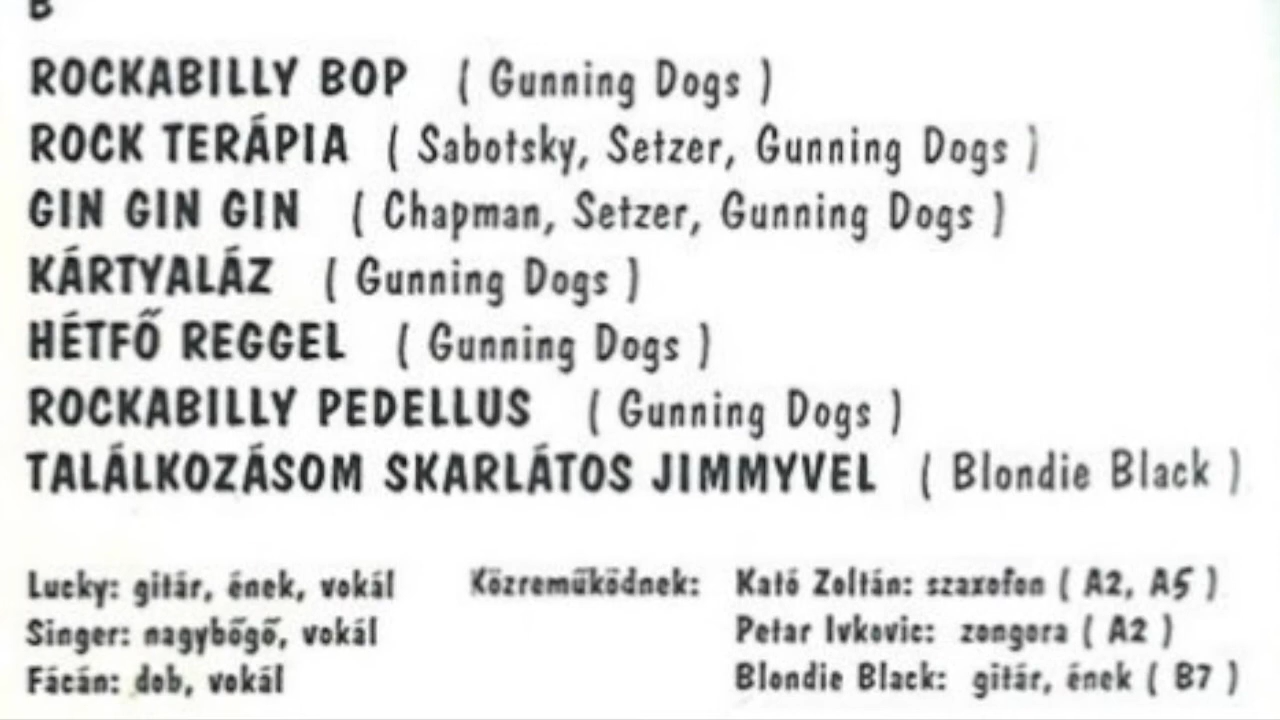 B
ROCKABILLY BOP ( Gunning Dogs )
ROCK TERÁPIA ( Sabotsky, Setzer, Gunning Dogs )
GIN GIN GIN ( Chapman, Setzer, Gunning Dogs )
KÁRTYALÁZ ( Gunning Dogs )
HÉTFŐ REGGEL ( Gunning Dogs )
ROCKABILLY PEDELLUS ( Gunning Dogs )
TALÁLKOZÁSOM SKARLÁTOS JIMMYVEL ( Blondie Black )
Lucky: gitár, ének, vokál Közreműködnek: Kató Zoltán: szaxofon ( A2, A5 )
Singer: nagybőgő, vokál Petar Ivkovic: zongora ( A2 )
Fácán: dob, vokál Blondie Black: gitár, ének ( B7 )